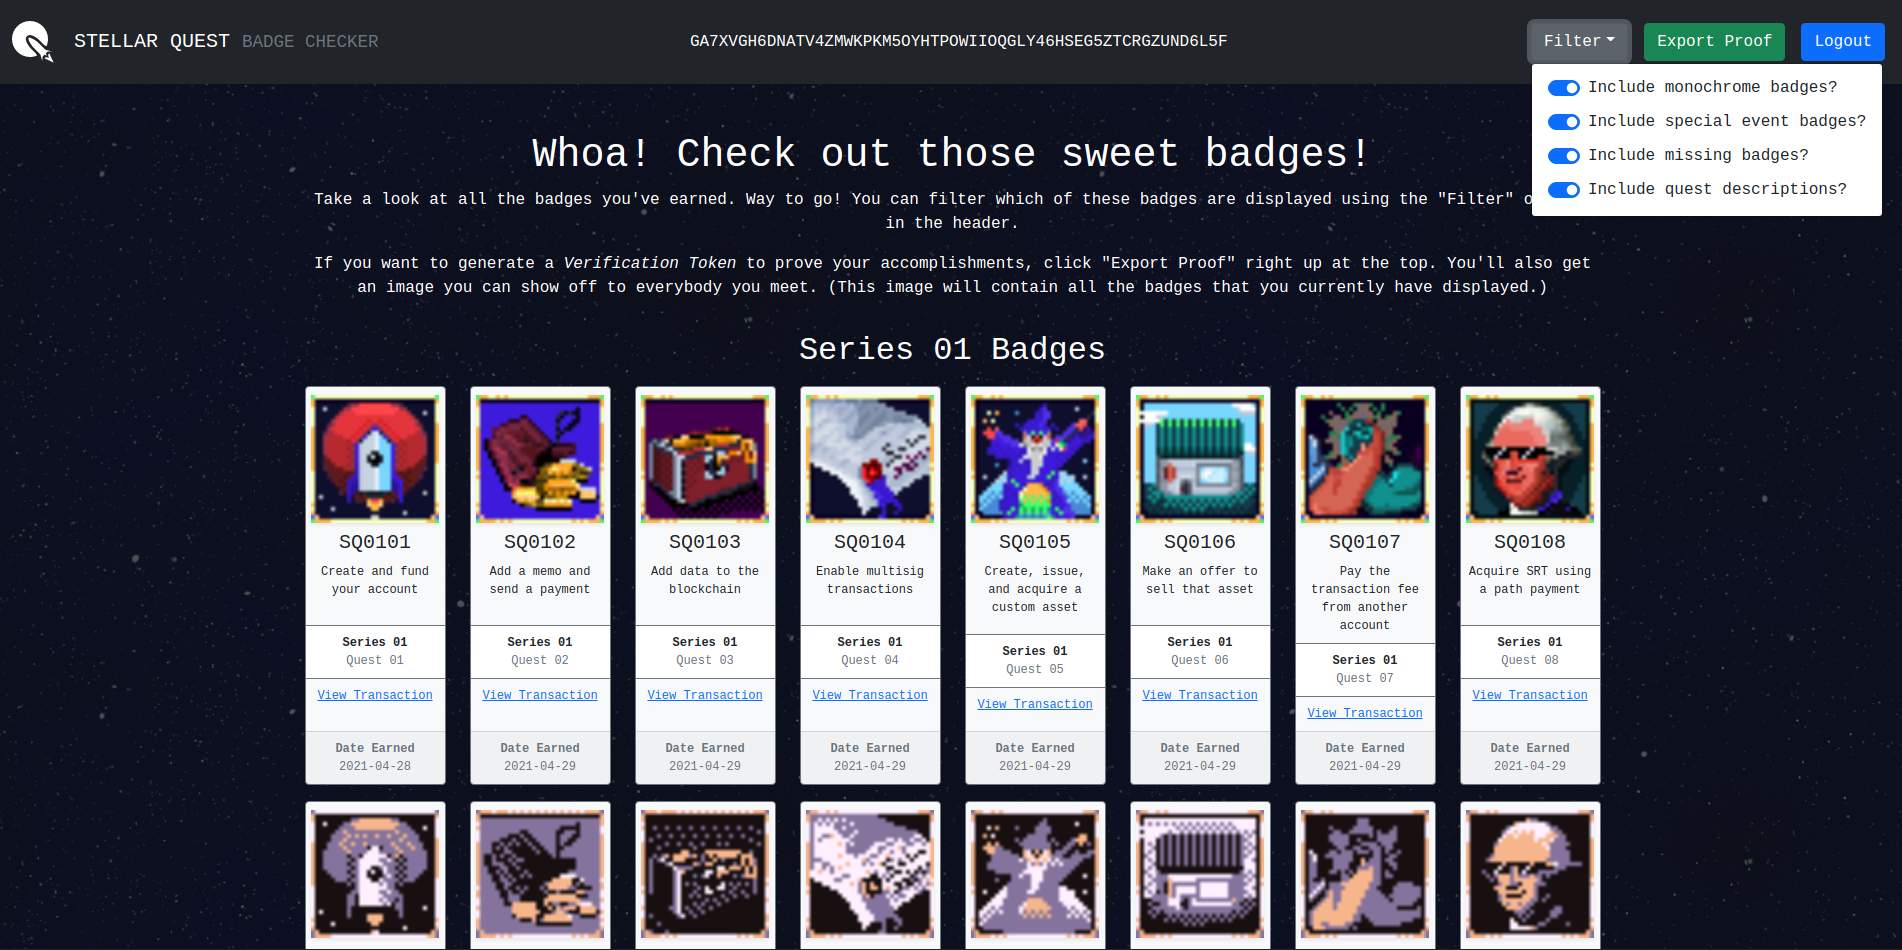 STELLAR QUEST BADGE CHECKER
GA7XVGH6DNATV4ZMWKPKM5OYHTPOWIIOQGLY46HSEG5ZTCRGZUND6L5F
Filter
Export Proof
Logout
Include monochrome badges?
Include special event badges?
Include missing badges?
Include quest descriptions?
Whoa! Check out those sweet badges!
Take a look at all the badges you've earned. Way to go! You can filter which of these badges are displayed using the "Filter"
in the header.
If you want to generate a Verification Token to prove your accomplishments, click "Export Proof" right up at the top. You'll also get
an image you can show off to everybody you meet. (This image will contain all the badges that you currently have displayed.)
Series 01 Badges
SQ0101
Create and fund
your account
Series 01
Quest 01
View Transaction
Date Earned
2021-04-28
SQ0102
Add a memo and
send a payment
Series 01
Quest 02
View Transaction
Date Earned
2021-04-29
SQ0103
Add data to the
blockchain
Series 01
Quest 03
View Transaction
Date Earned
2021-04-29
SQ0104
Enable multisig
transactions
Series 01
Quest 04
View Transaction
Date Earned
2021-04-29
SQ0105
Create, issue,
and acquire a
custom asset
Series 01
Quest 05
View Transaction
Date Earned
2021-04-29
SQ0106
Make an offer to
sell that asset
Series 01
Quest 06
View Transaction
Date Earned
2021-04-29
SQ0107
Pay the
transaction fee
from another
account
Series 01
Quest 07
View Transaction
Date Earned
2021-04-29
SQ0108
Acquire SRT using
a path payment
Series 01
Quest 08
View Transaction
Date Earned
2021-04-29